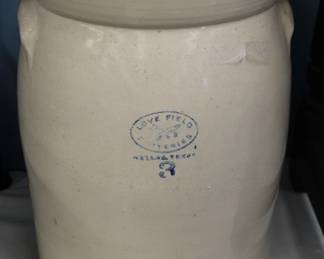 LOVE FIELD
POTTERIES
DALLAS TEXAS
3